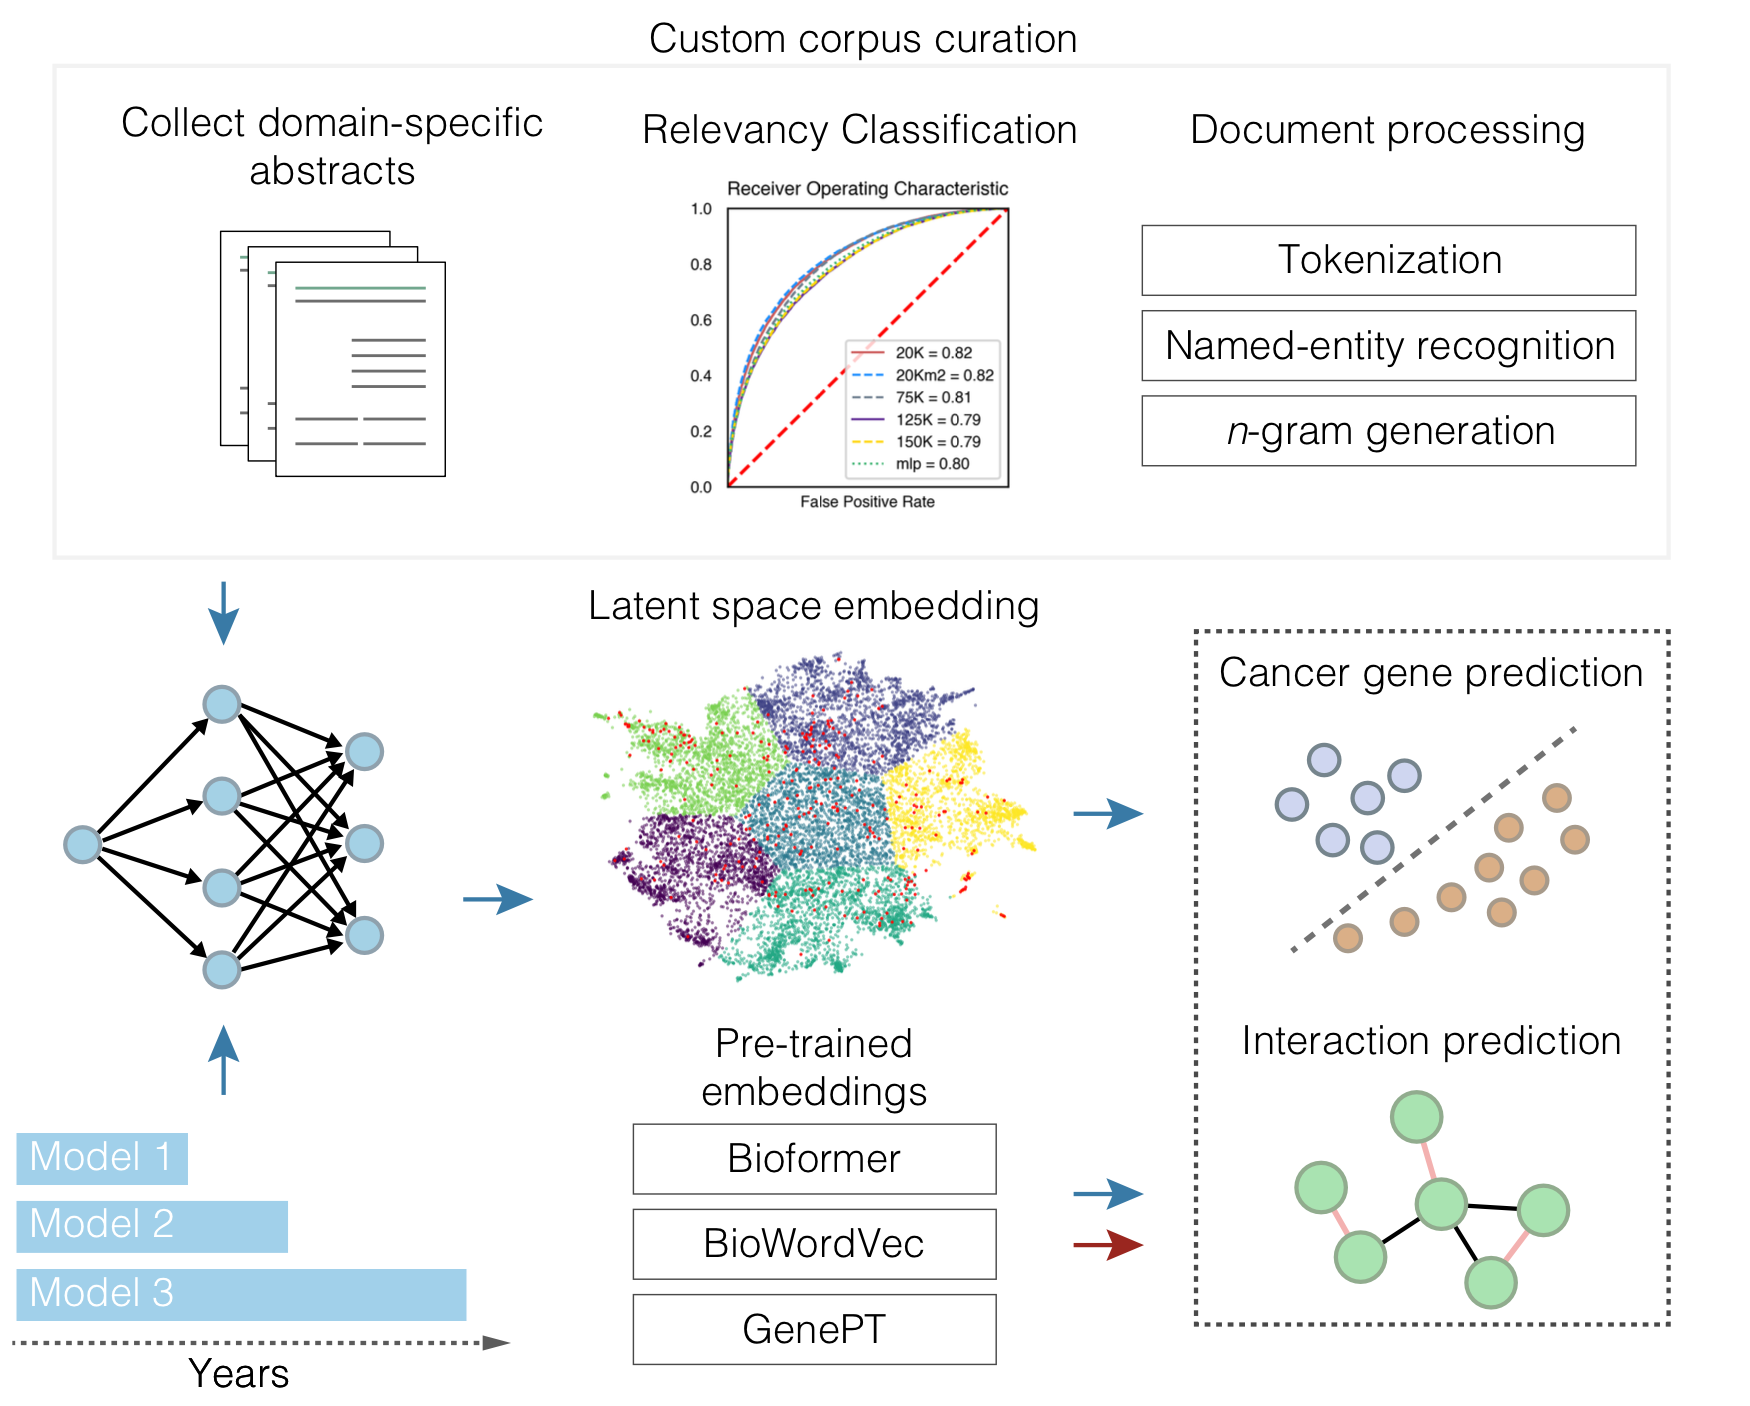 Custom corpus curation
Collect domain-specific
abstracts
Relevancy Classification
Receiver Operating Characteristic
1.0
0.8
0.6
0.4
0.2
0.0
20K = 0.82
20Km2 = 0.82
75K = 0.81
125K = 0.79
150K = 0.79
mlp = 0.80
False Positive Rate
Document processing
Tokenization
Named-entity recognition
n-gram generation
Latent space embedding
Cancer gene prediction
Interaction prediction
Pre-trained
embeddings
Bioformer
BioWordVec
GenePT
Model 1
Model 2
Model 3
Years